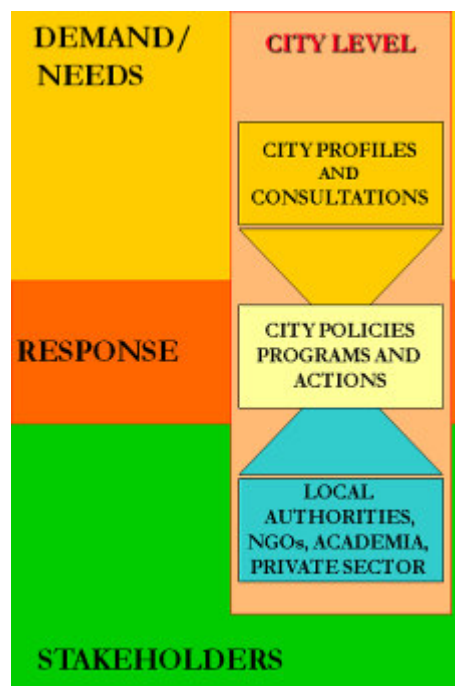 DEMAND/
NEEDS
CITY LEVEL
CITY PROFILES
AND
CONSULTATIONS
RESPONSE
CITY POLICIES
PROGRAMS AND
ACTIONS
LOCAL
AUTHORITIES,
NGOs, ACADEMIA,
PRIVATE SECTOR
STAKEHOLDERS